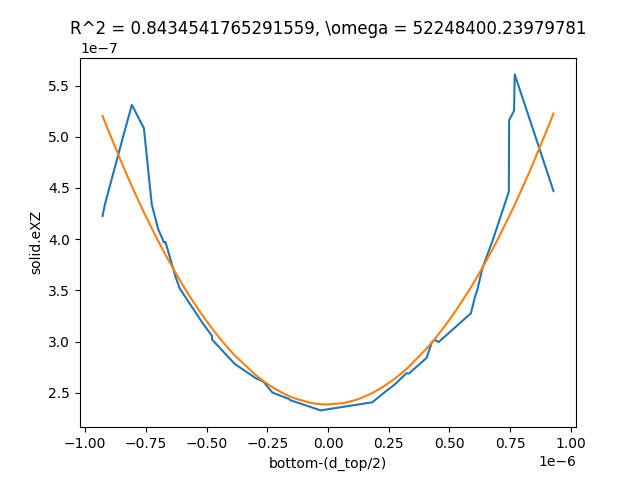 R^2 = 0.8434541765291559, \omega = 52248400.23979781
1e−7
5.5
5.0
4.5
4.0
3.5
3.0
2.5
solid.eXZ
−1.00 −0.75 −0.50 −0.25 0.00 0.25 0.50 0.75 1.00
bottom-(d_top/2)
1e−6